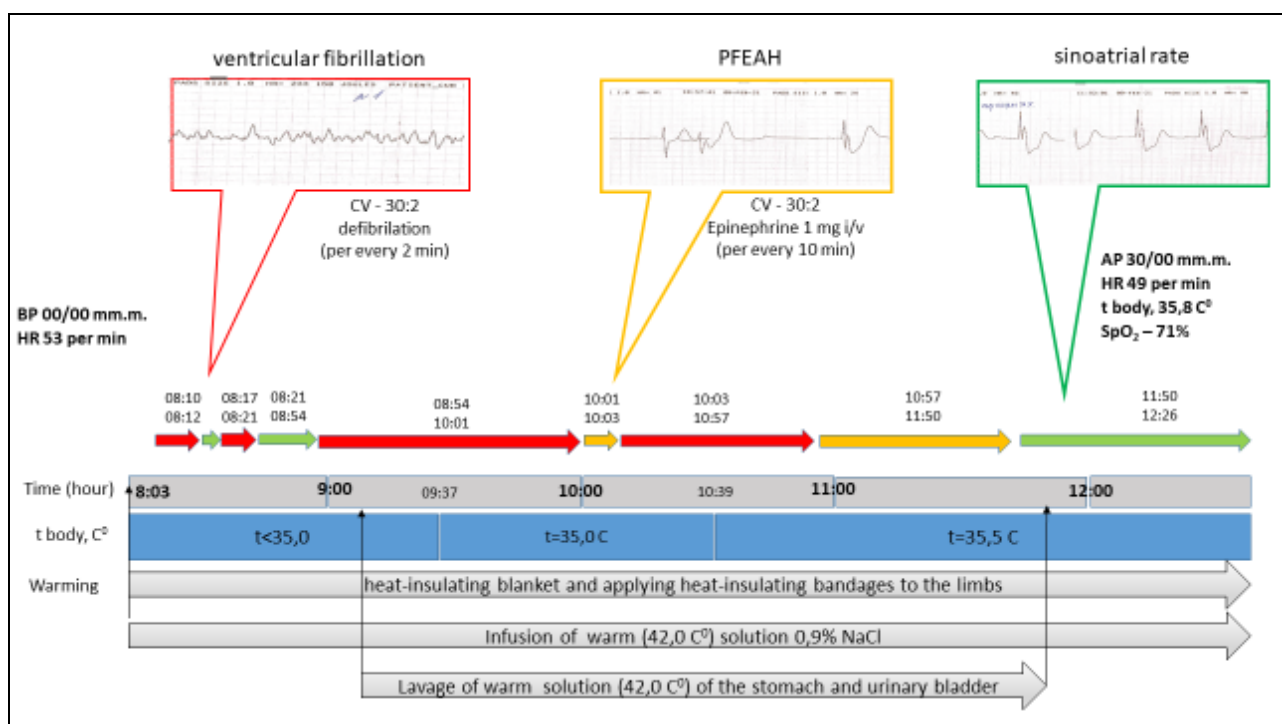 ventricular fibrillation
PFEAH
sinoatrial rate
CV - 30:2
defibrilation
(per every 2 min)
CV - 30:2
Epinephrine 1 mg i/v
(per every 10 min)
AP 30/00 mm.m.
HR 49 per min
t body, 35,8 C⁰
SpO₂ – 71%
BP 00/00 mm.m.
HR 53 per min
08:10
08:12
08:17
08:21
08:21
08:54
08:54
10:01
10:01
10:03
10:03
10:57
10:57
11:50
11:50
12:26
Time (hour)
8:03
9:00
09:37
10:00
10:39
11:00
12:00
t body, C⁰
t<35,0
t=35,0 C
t=35,5 C
Warming
heat-insulating blanket and applying heat-insulating bandages to the limbs
Infusion of warm (42,0 C⁰) solution 0,9% NaCl
Lavage of warm solution (42,0 C⁰) of the stomach and urinary bladder